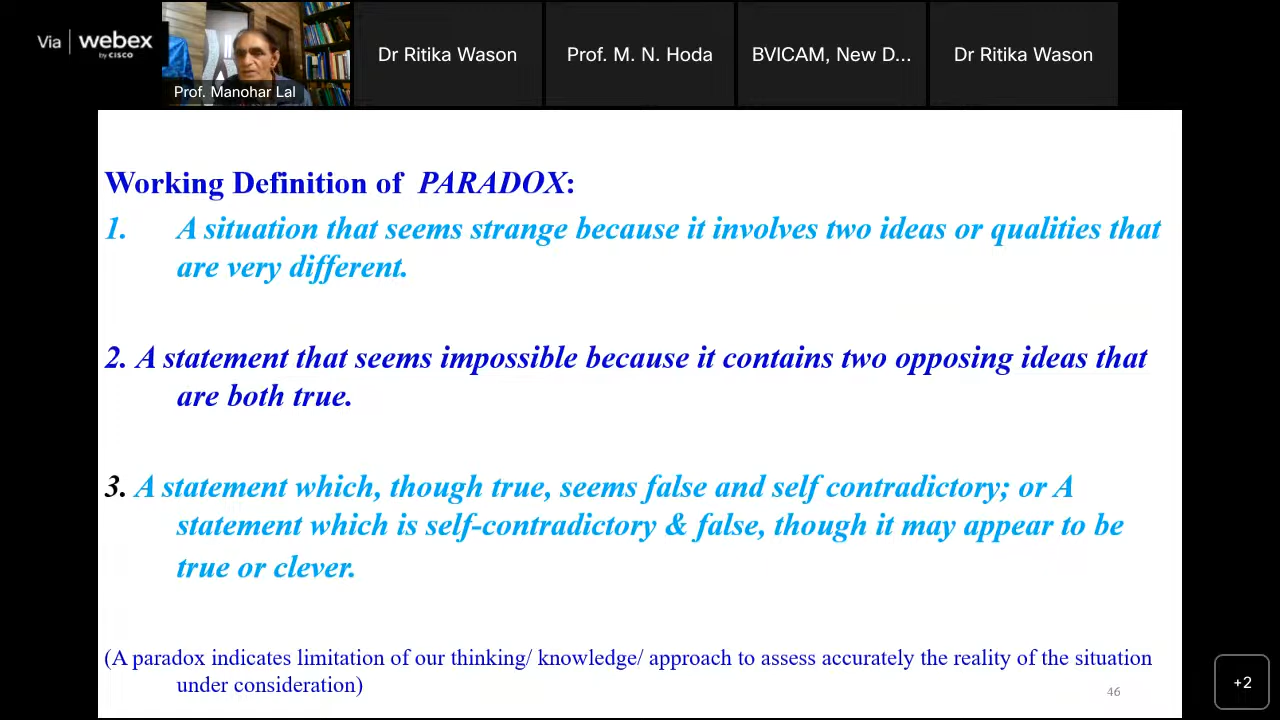 Via | webex
by CISCO
Prof. Manohar Lal
Dr Ritika Wason
Prof. M. N. Hoda
BVICAM, New D...
Dr Ritika Wason
Working Definition of PARADOX:
1. A situation that seems strange because it involves two ideas or qualities that
are very different.
2. A statement that seems impossible because it contains two opposing ideas that
are both true.
3. A statement which, though true, seems false and self contradictory; or A
statement which is self-contradictory & false, though it may appear to be
true or clever.
(A paradox indicates limitation of our thinking/ knowledge/ approach to assess accurately the reality of the situation
under consideration)
46
+2